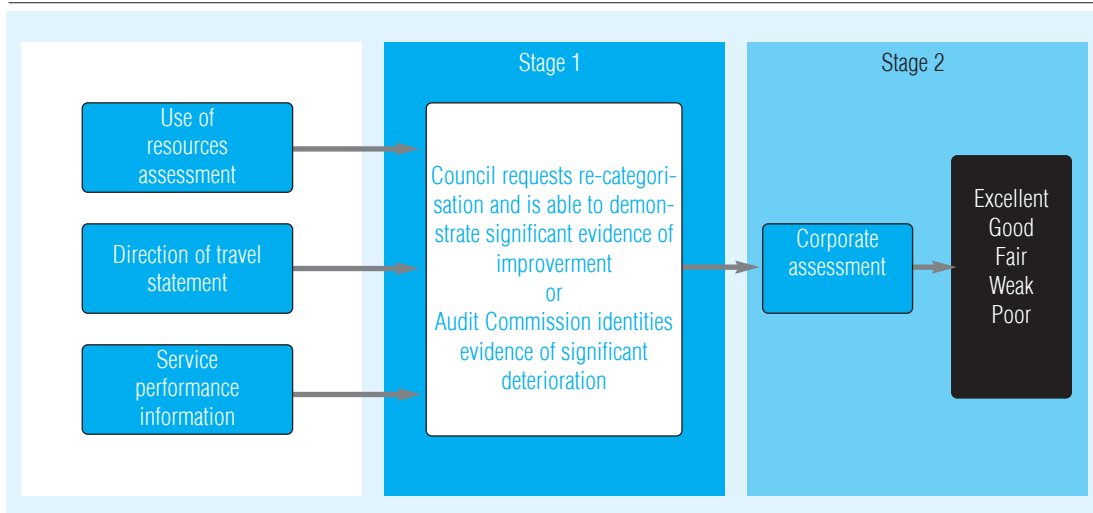 Stage 1
Stage 2
Use of
resources
assessment
Direction of travel
statement
Service
performance
information
Council requests re-categori-
sation and is able to demon-
strate significant evidence of
improverment
or
Audit Commission identities
evidence of significant
deterioration
Corporate
assessment
Excellent
Good
Fair
Weak
Poor